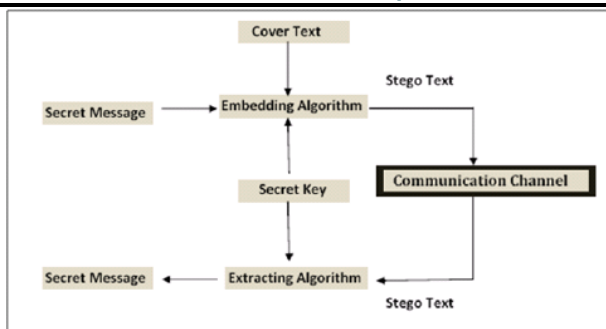 Cover Text
Stego Text
Secret Message
Embedding Algorithm
Communication Channel
Secret Key
Secret Message
Extracting Algorithm
Stego Text